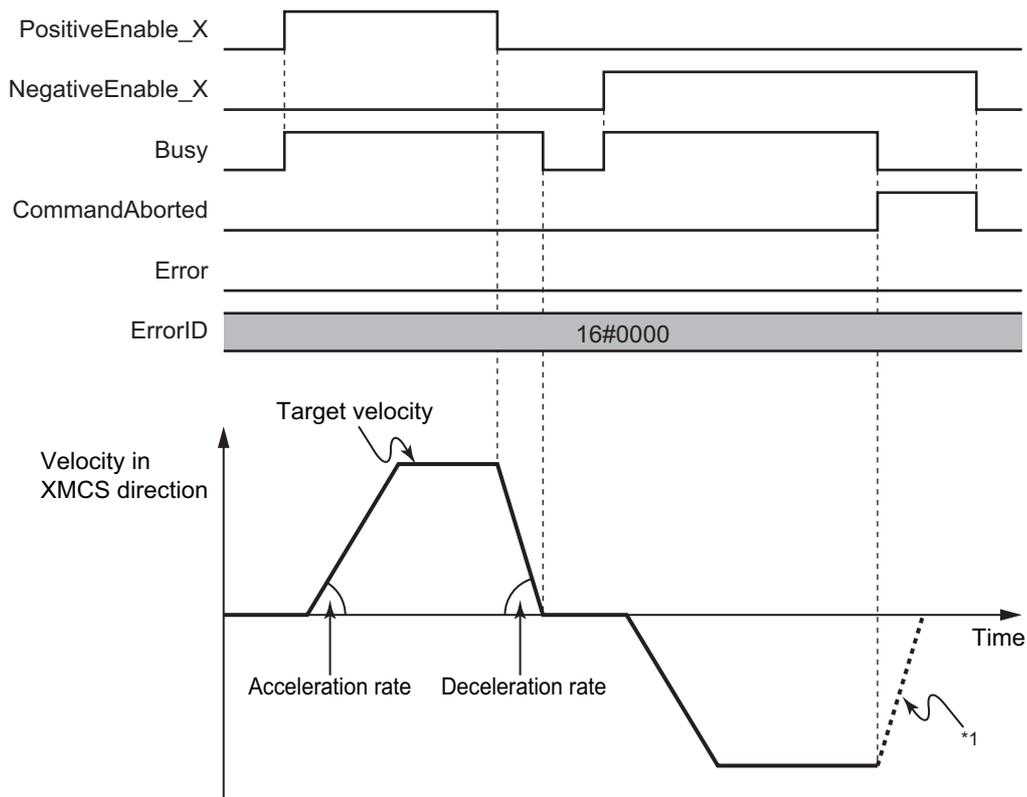 PositiveEnable_X
NegativeEnable_X
Busy
CommandAborted
Error
ErrorID
16#0000
Target velocity
Velocity in
XMCS direction
Time
Acceleration rate
Deceleration rate
*1